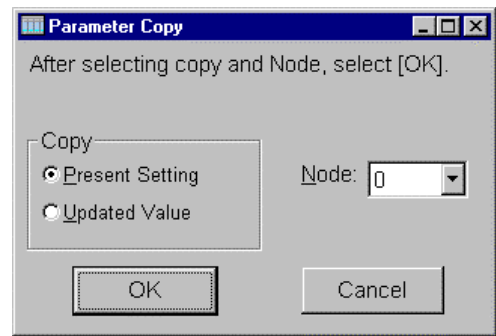 Parameter Copy
After selecting copy and Node, select [OK].
Copy
Present Setting
Node: 0
Updated Value
OK
Cancel